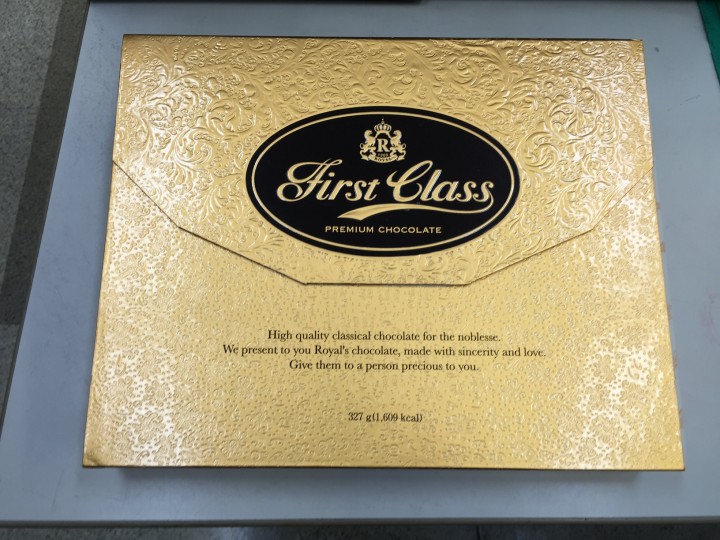 R
First Class
PREMIUM CHOCOLATE
High quality classical chocolate for the noblesse.
We present to you Royal's chocolate, made with sincerity and love.
Give them to a person precious to you.
327 g(1,609 kcal)